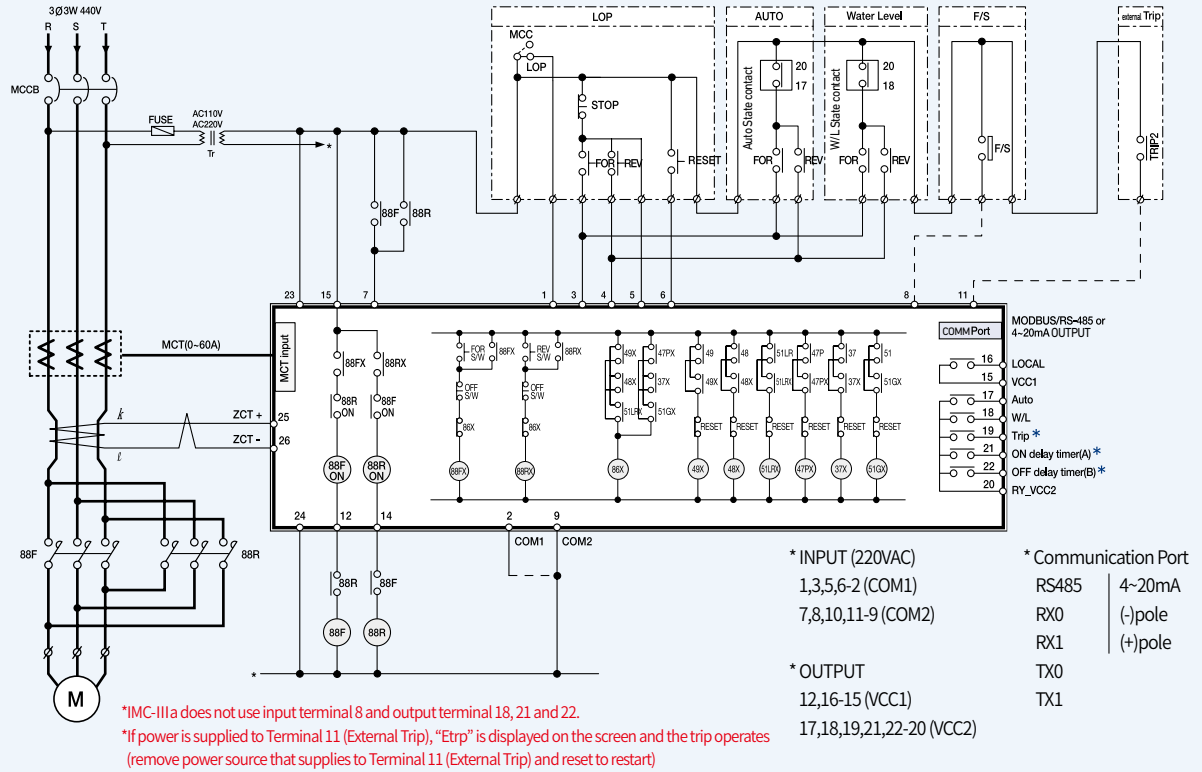 3Ø3W 440V
R S T
MCCB
FUSE
AC110V
AC220V
Tr
*
88F 88R
LOP
MCC
LOP
STOP
FOR REV RESET
AUTO
Auto State contact
20
17
FOR REV
Water Level
W/L State contact
20
18
FOR REV
F/S
F/S
external Trip
TRIP2
23 15 7 1 3 4 5 6 8 11
MCT(0~60A)
MCT input
k
ZCT +
25
ZCT -
26
l
88FX 88RX
88R
ON
88F
ON
88F
ON
88R
ON
FOR
S/W
88FX
OFF
S/W
86X
88FX
REV
S/W
88RX
OFF
S/W
86X
88RX
49X 47PX
48X 37X
51LRX 51GX
86X
49 48 51LR 47P 37 51
49X 48X 51LRX 47PX 37X 51GX
RESET RESET RESET RESET RESET RESET
49X 48X 51LRX 47PX 37X 51GX
COMM Port
MODBUS/RS-485 or
4~20mA OUTPUT
16 LOCAL
15 VCC1
17 Auto
18 W/L
19 Trip *
21 ON delay timer(A) *
22 OFF delay timer(B) *
20 RY_VCC2
24 12 14 2 9
COM1 COM2
88R 88F
88F 88R
*
88F 88R
M
* INPUT (220VAC)
1,3,5,6-2 (COM1)
7,8,10,11-9 (COM2)
* OUTPUT
12,16-15 (VCC1)
17,18,19,21,22-20 (VCC2)
* Communication Port
RS485 4~20mA
RX0 (-)pole
RX1 (+)pole
TX0
TX1
*IMC-IIIa does not use input terminal 8 and output terminal 18, 21 and 22.
*If power is supplied to Terminal 11 (External Trip), “Etrp” is displayed on the screen and the trip operates
(remove power source that supplies to Terminal 11 (External Trip) and reset to restart)